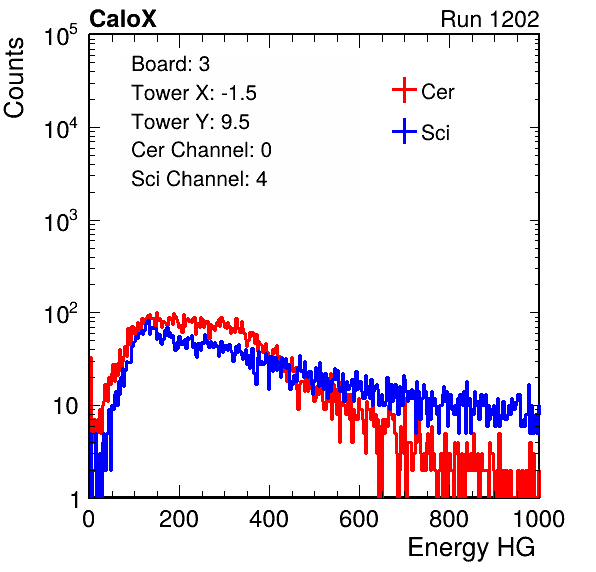 CaloX Run 1202
Counts
10^5
10^4
10^3
10^2
10
1
Board: 3
Tower X: -1.5
Tower Y: 9.5
Cer Channel: 0
Sci Channel: 4
Cer
Sci
0 200 400 600 800 1000
Energy HG